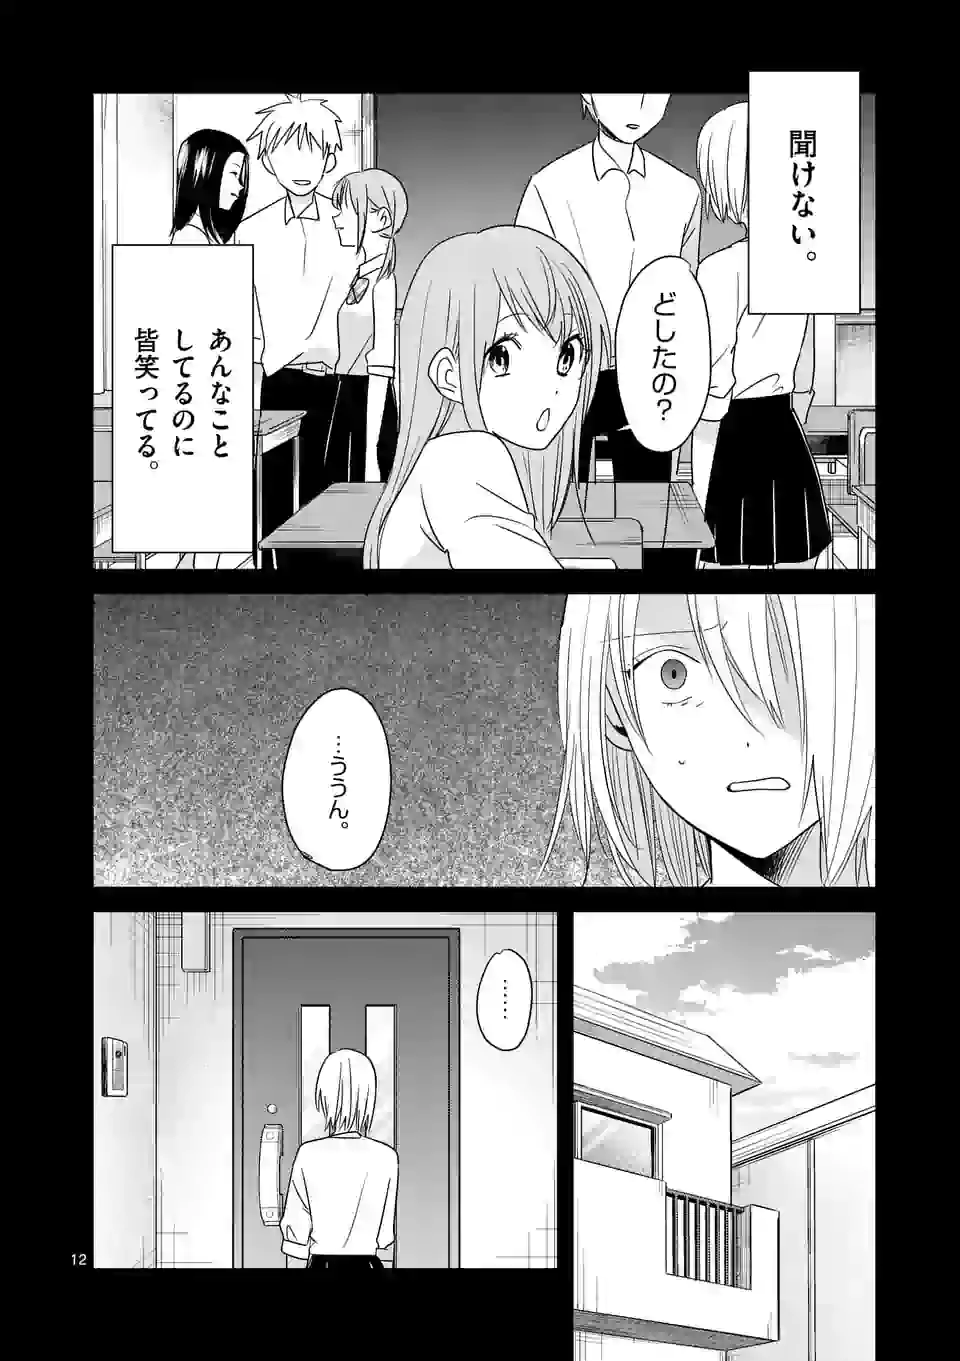 聞けない。
どしたの?
あんなこと
してるのに
皆笑ってる。
…ううん。
……
12